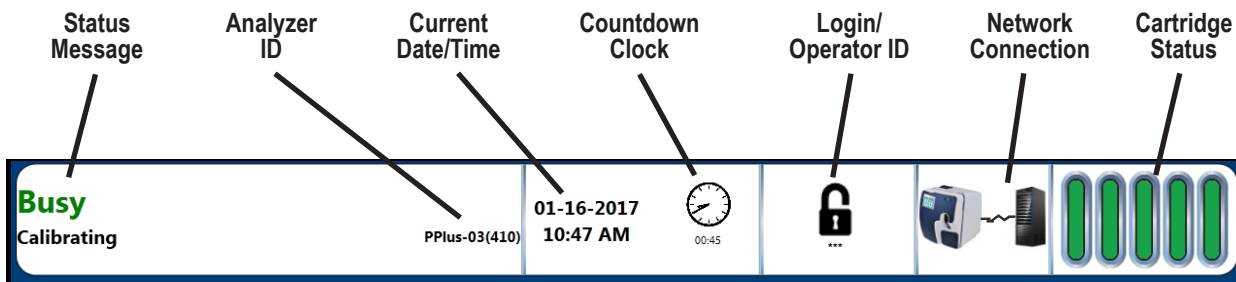 Status
Message
Analyzer
ID
Current
Date/Time
Countdown
Clock
Login/
Operator ID
Network
Connection
Cartridge
Status
Busy
Calibrating
PPlus-03(410)
01-16-2017
10:47 AM
00:45
***